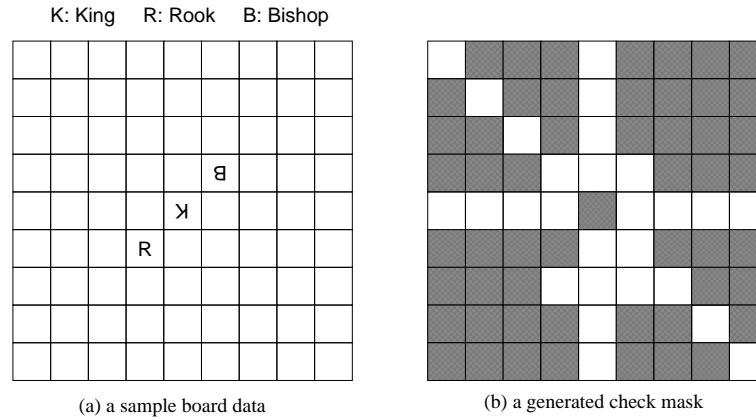 K: King R: Rook B: Bishop
B
K
R
(a) a sample board data
(b) a generated check mask